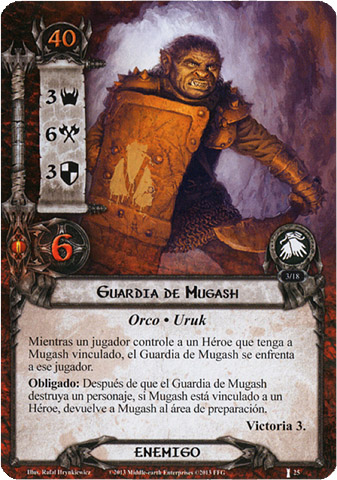 40
3
6
3
6
3/18
Guardia de Mugash
Orco • Uruk
Mientras un jugador controle a un Héroe que tenga a
Mugash vinculado, el Guardia de Mugash se enfrenta
a ese jugador.
Obligado: Después de que el Guardia de Mugash
destruya un personaje, si Mugash está vinculado a un
Héroe, devuelve a Mugash al área de preparación.
Victoria 3.
ENEMIGO
Illus. Rafał Hrynkiewicz ©2013 Middle-earth Enterprises ©2013 FFG 25